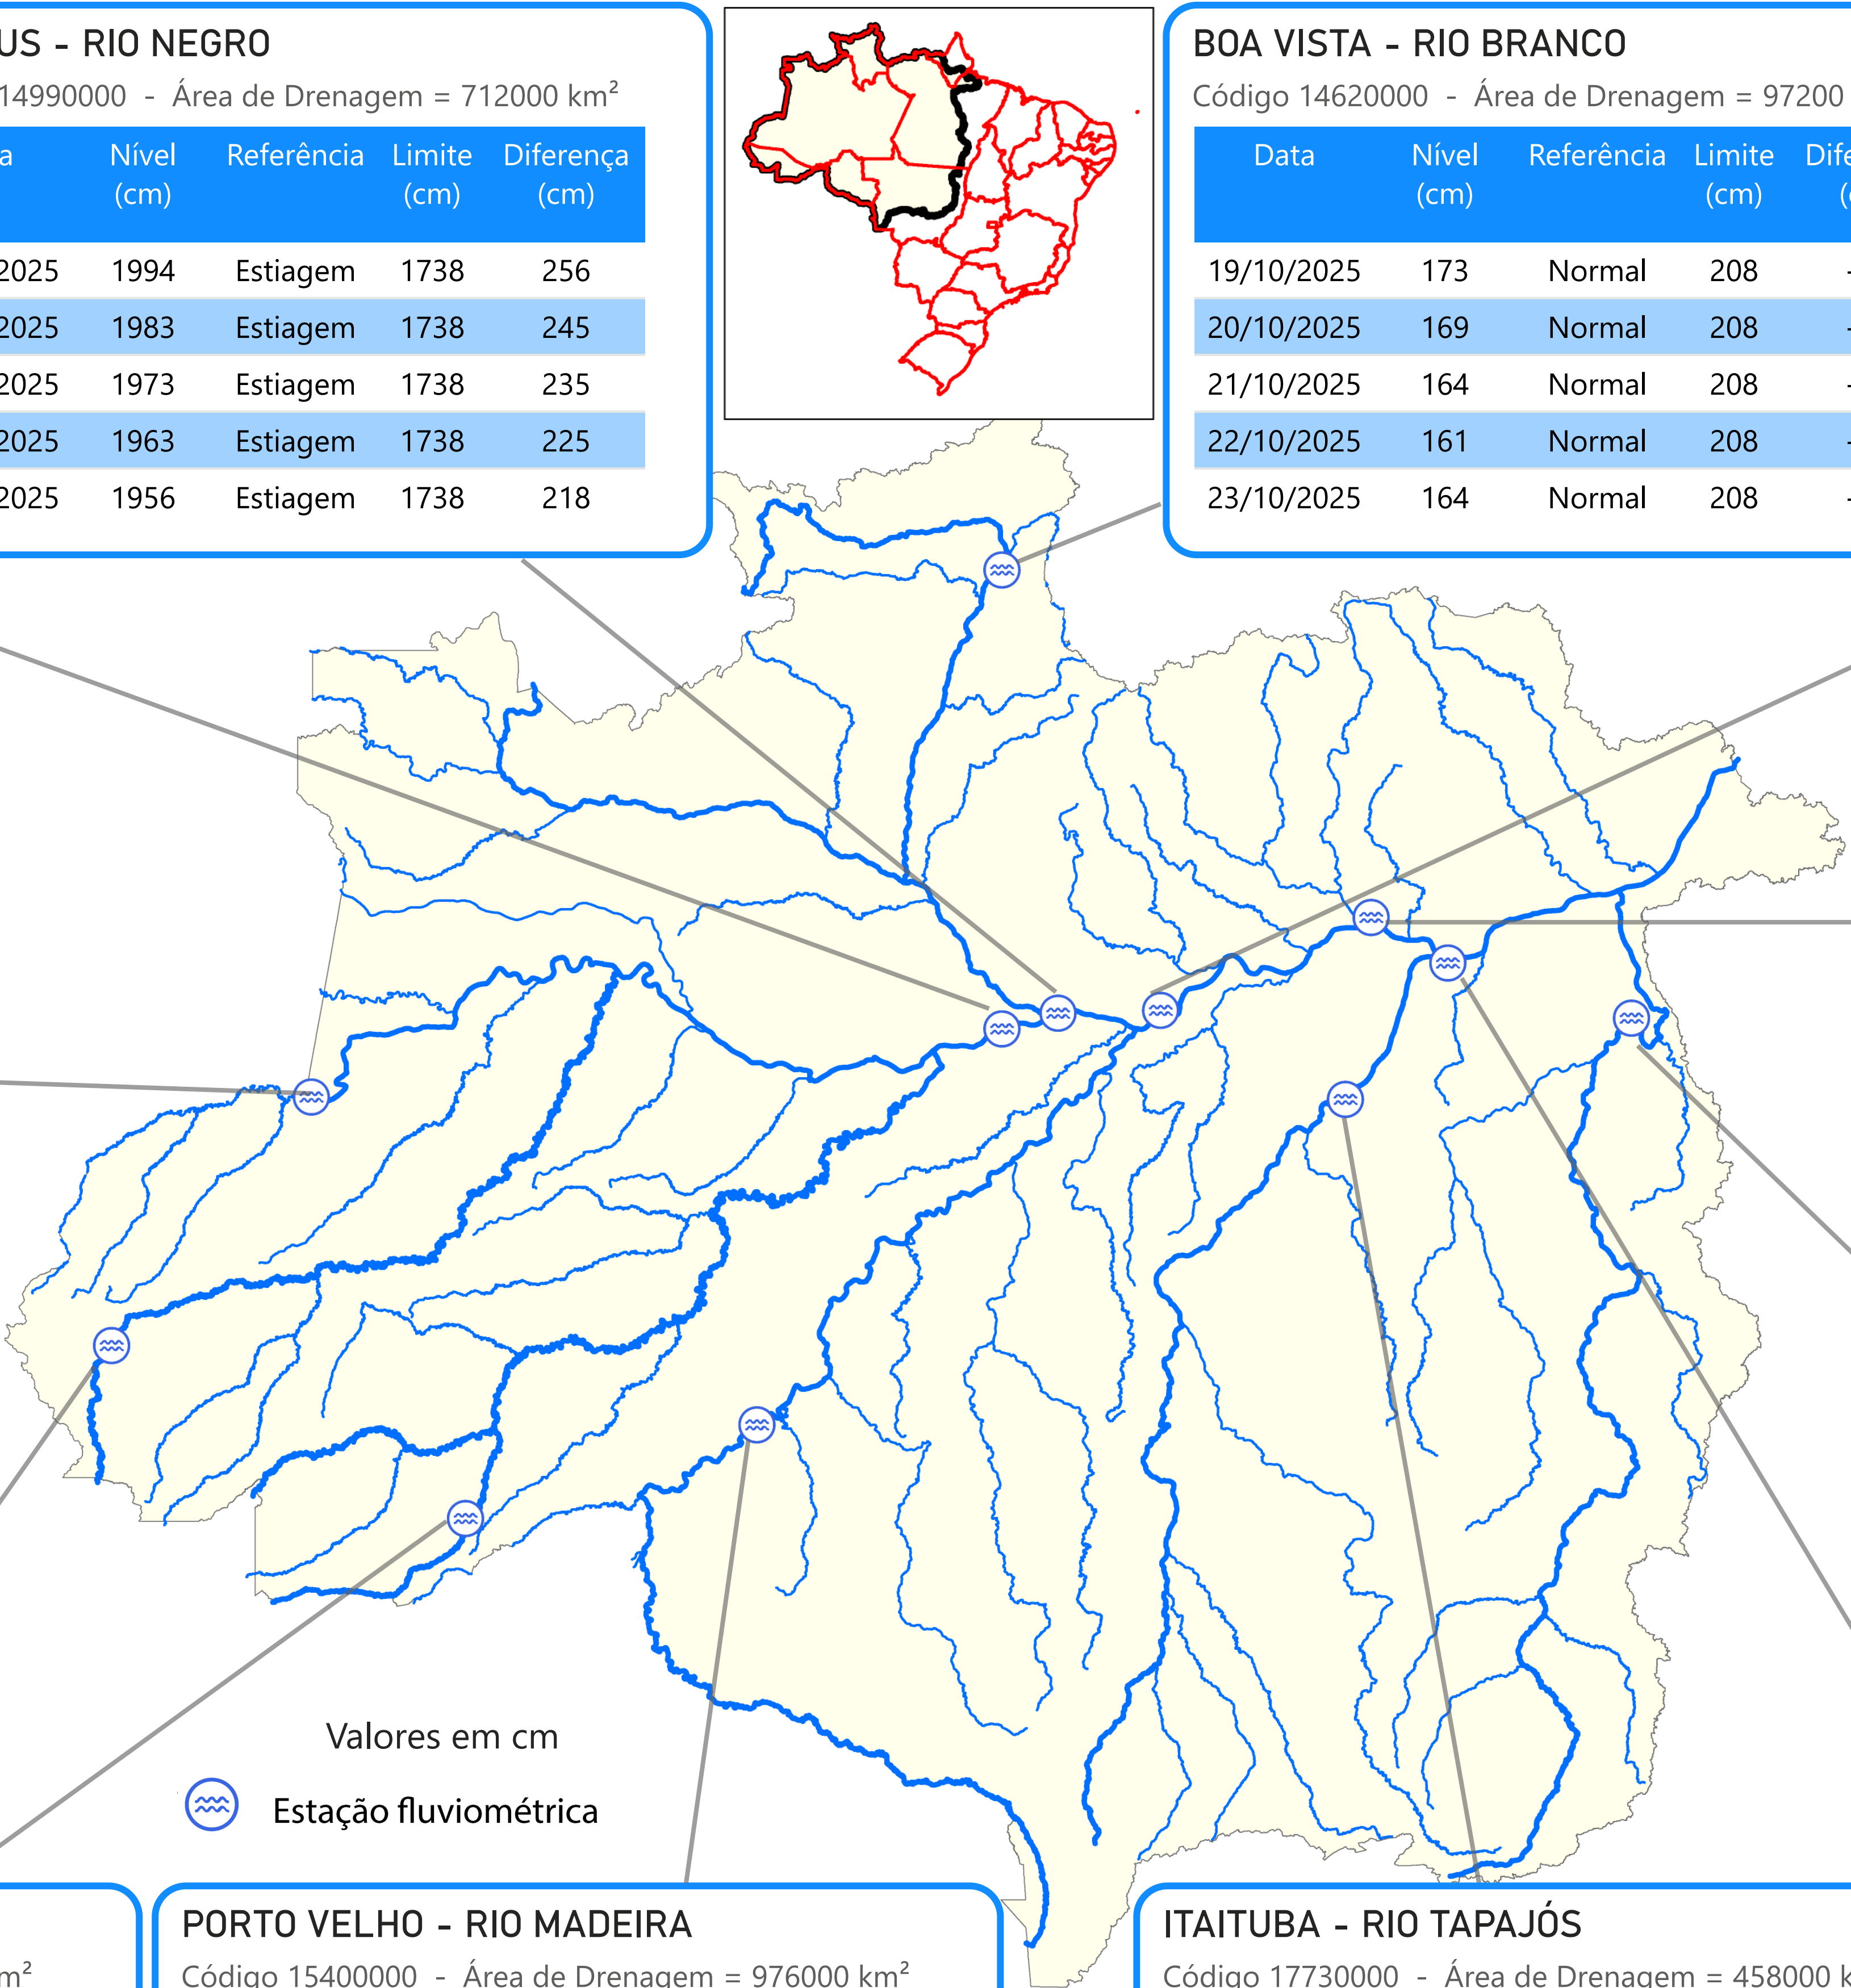 US - RIO NEGRO
14990000 - Área de Drenagem = 712000 km²
a Nível (cm) Referência Limite (cm) Diferença (cm)
2025 1994 Estiagem 1738 256
2025 1983 Estiagem 1738 245
2025 1973 Estiagem 1738 235
2025 1963 Estiagem 1738 225
2025 1956 Estiagem 1738 218
BOA VISTA - RIO BRANCO
Código 14620000 - Área de Drenagem = 97200
Data Nível (cm) Referência Limite (cm)
19/10/2025 173 Normal 208 -
20/10/2025 169 Normal 208 -
21/10/2025 164 Normal 208 -
22/10/2025 161 Normal 208 -
23/10/2025 164 Normal 208 -
Valores em cm
Estação fluviométrica
m²
PORTO VELHO - RIO MADEIRA
Código 15400000 - Área de Drenagem = 976000 km²
ITAITUBA - RIO TAPAJÓS
Código 17730000 - Área de Drenagem = 458000 k